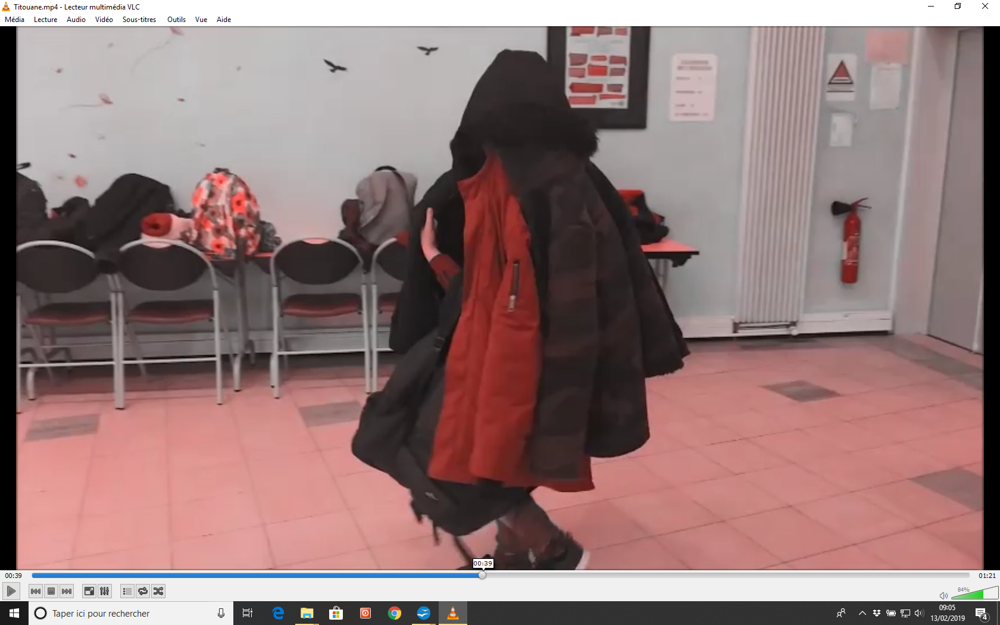 Titouane.mp4 - Lecteur multimédia VLC
Média Lecture Audio Vidéo Sous-titres Outils Vue Aide
00:39
00:39
01:21
84%
Taper ici pour rechercher
09:05
13/02/2019
4